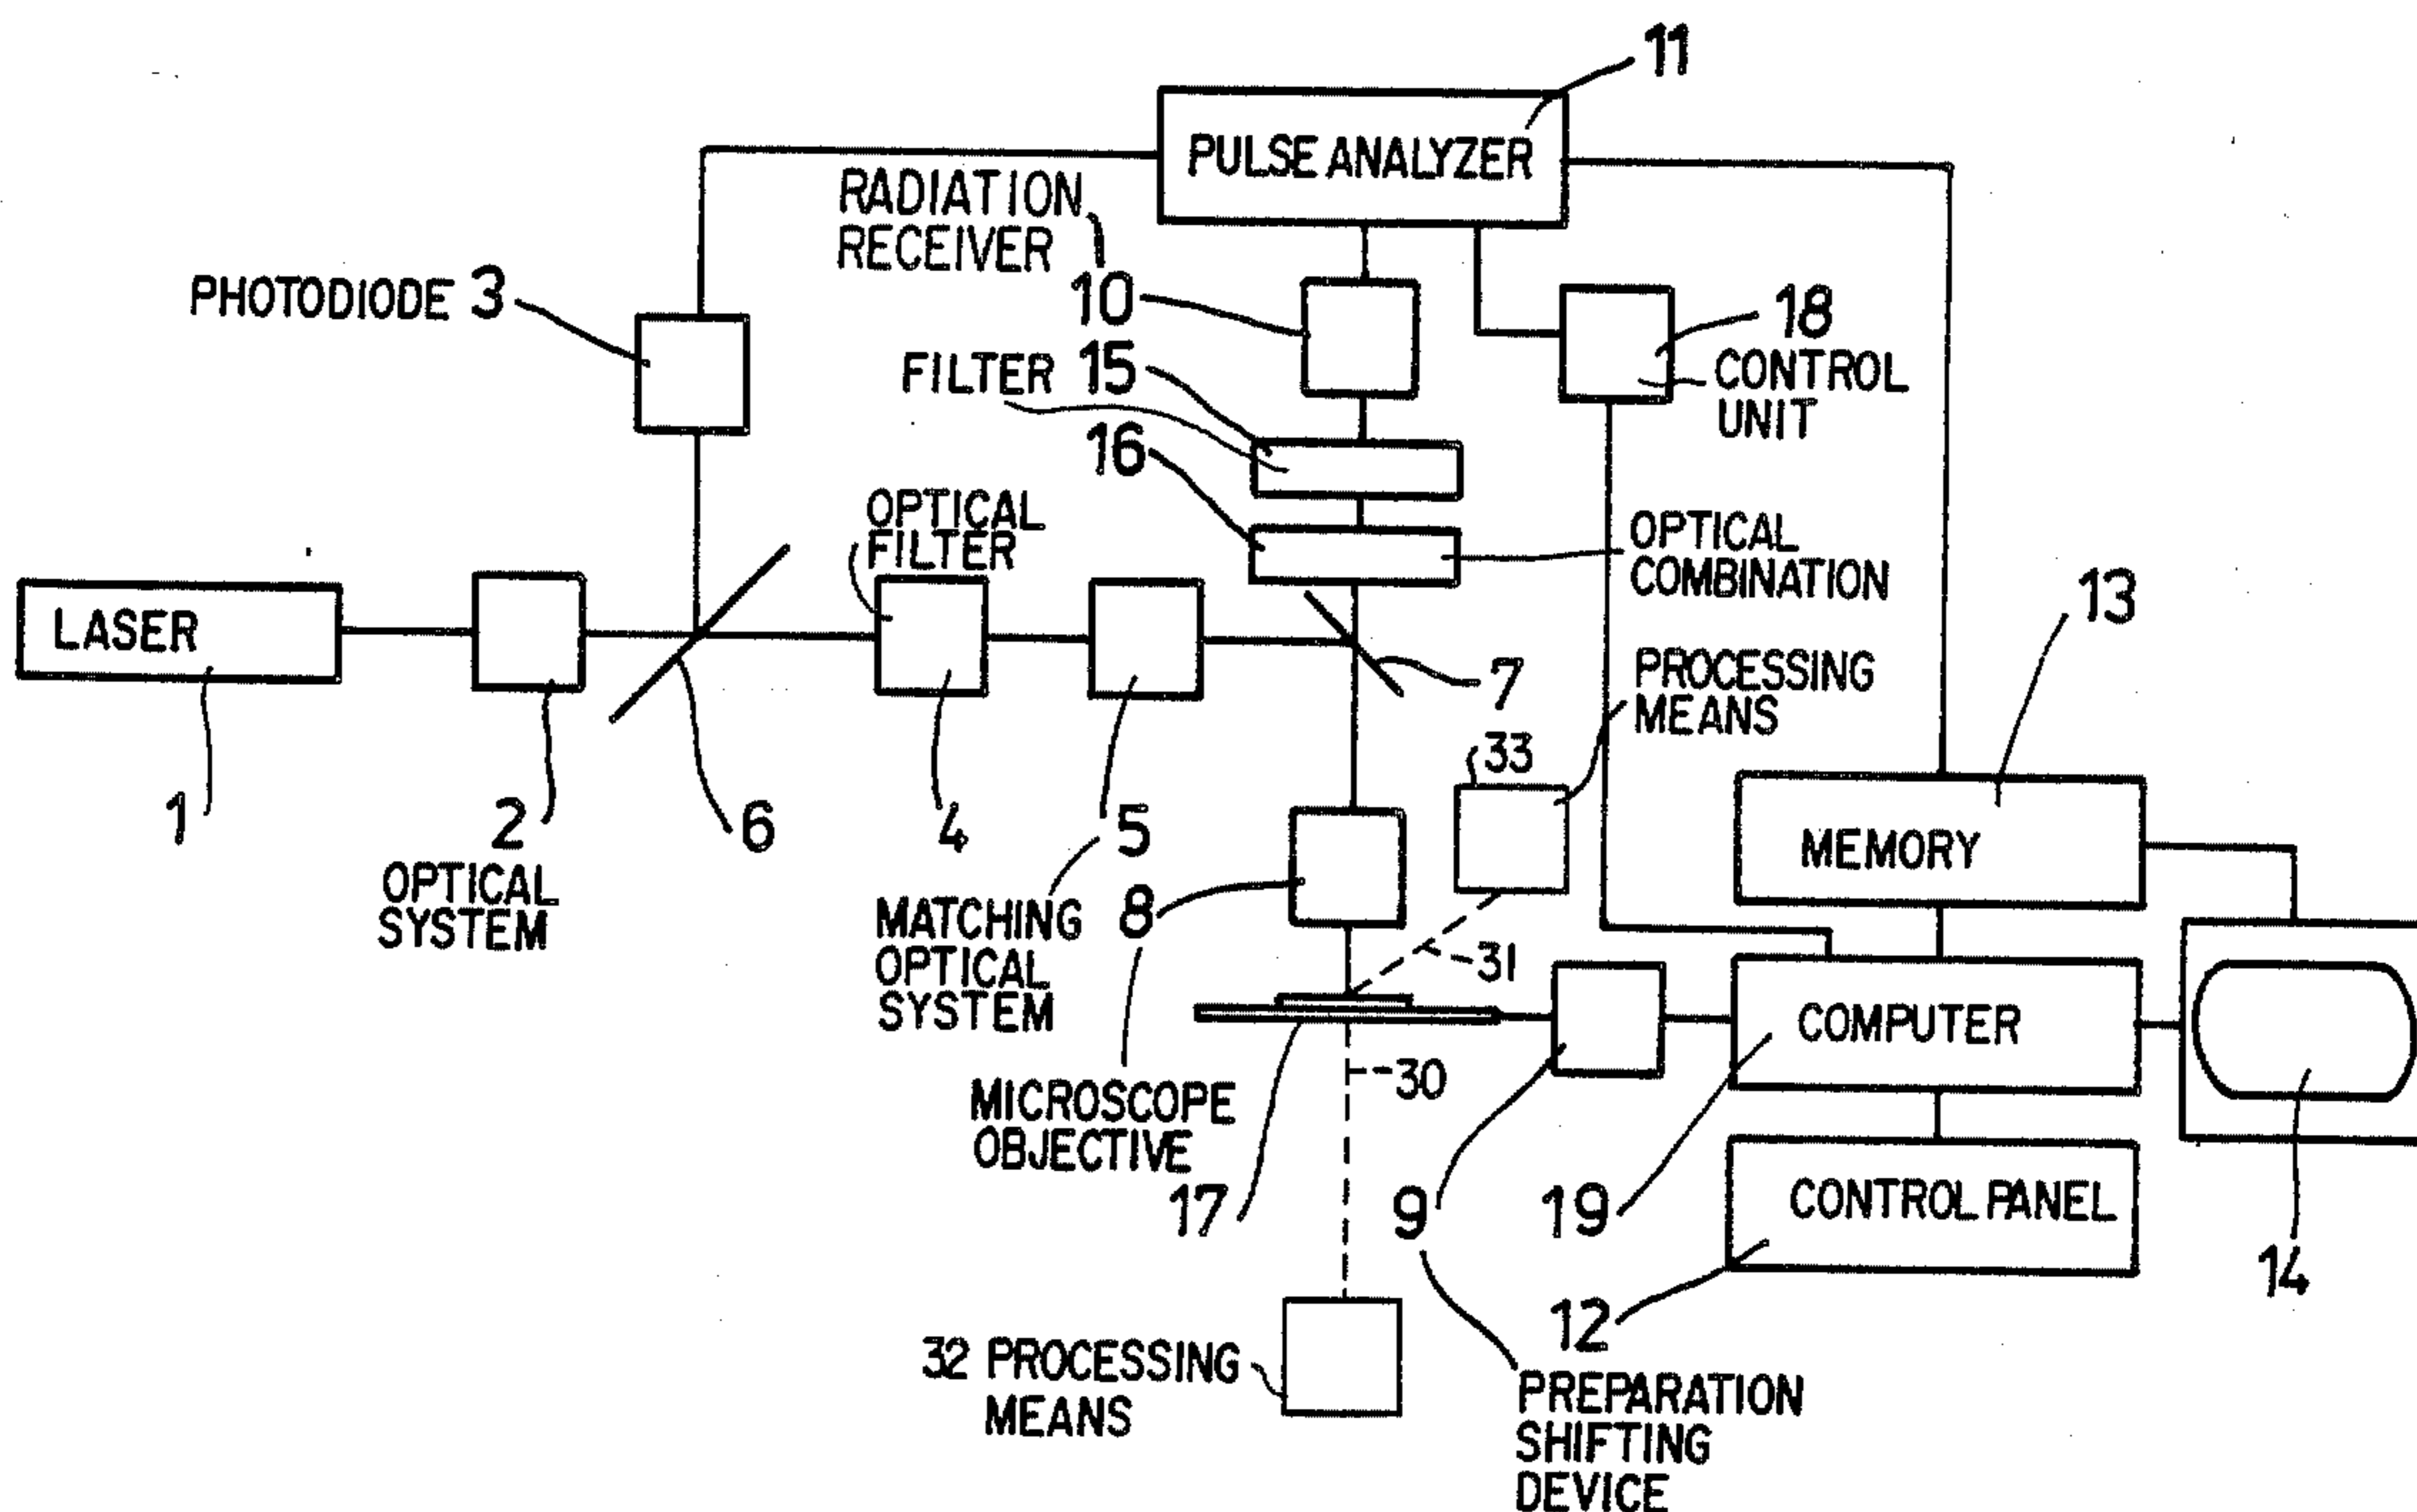 11
PULSE ANALYZER
RADIATION
RECEIVER
PHOTODIODE 3
10
18
CONTROL
UNIT
FILTER 15
16
OPTICAL
FILTER
OPTICAL
COMBINATION
13
LASER
7
PROCESSING
MEANS
33
1
2
6
4
5
MEMORY
OPTICAL
SYSTEM
MATCHING
OPTICAL
SYSTEM
8
31
COMPUTER
30
MICROSCOPE
OBJECTIVE
17
9
19
CONTROL PANEL
14
12
32 PROCESSING
MEANS
PREPARATION
SHIFTING
DEVICE